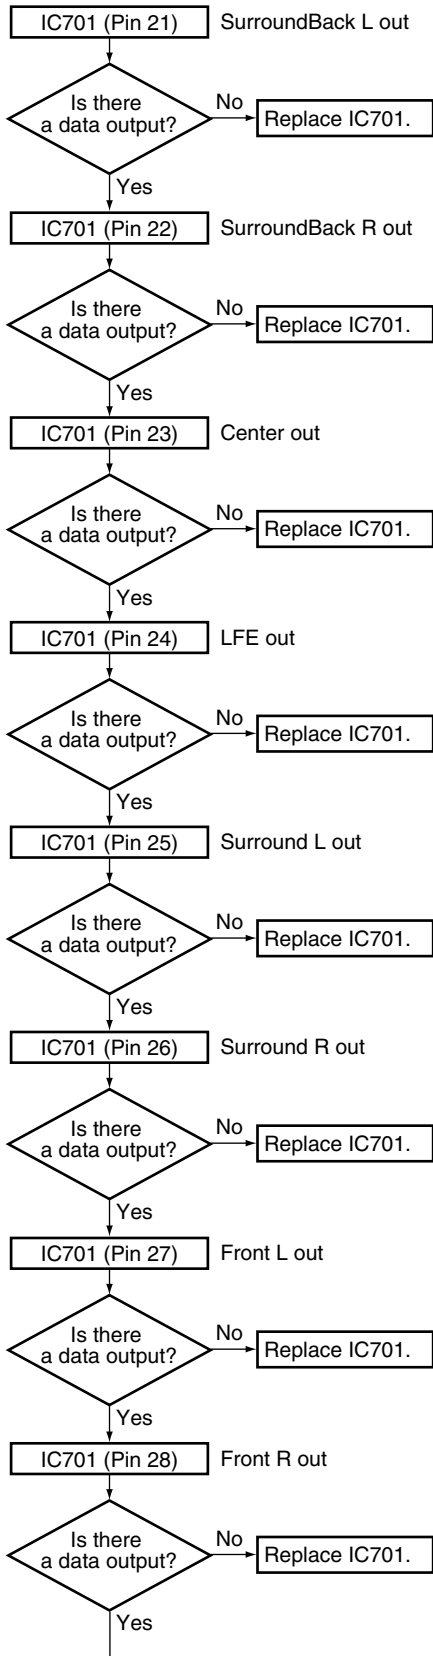 IC701 (Pin 21) SurroundBack L out
Is there
a data output?
No
Replace IC701.
Yes
IC701 (Pin 22) SurroundBack R out
Is there
a data output?
No
Replace IC701.
Yes
IC701 (Pin 23) Center out
Is there
a data output?
No
Replace IC701.
Yes
IC701 (Pin 24) LFE out
Is there
a data output?
No
Replace IC701.
Yes
IC701 (Pin 25) Surround L out
Is there
a data output?
No
Replace IC701.
Yes
IC701 (Pin 26) Surround R out
Is there
a data output?
No
Replace IC701.
Yes
IC701 (Pin 27) Front L out
Is there
a data output?
No
Replace IC701.
Yes
IC701 (Pin 28) Front R out
Is there
a data output?
No
Replace IC701.
Yes